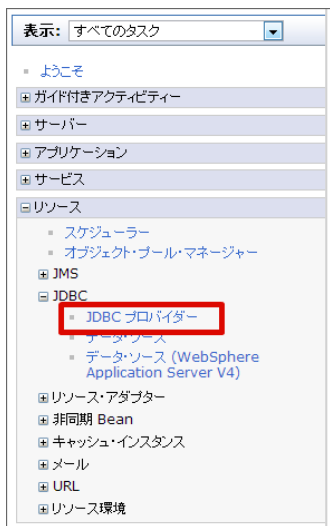 表示: すべてのタスク
ようこそ
ガイド付きアクティビティー
サーバー
アプリケーション
サービス
リソース
スケジューラー
オブジェクト・プール・マネージャー
JMS
JDBC
JDBC プロバイダー
データ・ソース
データ・ソース (WebSphere
Application Server V4)
リソース・アダプター
非同期 Bean
キャッシュ・インスタンス
メール
URL
リソース環境